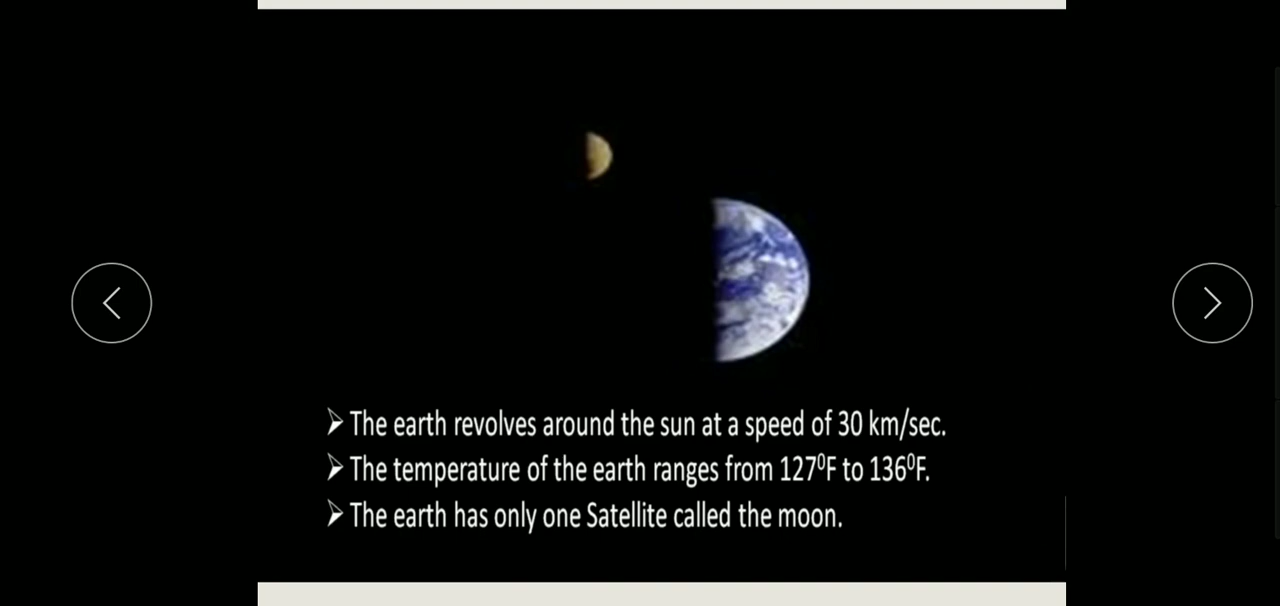 ➢ The earth revolves around the sun at a speed of 30 km/sec.
➢ The temperature of the earth ranges from 127⁰F to 136⁰F.
➢ The earth has only one Satellite called the moon.